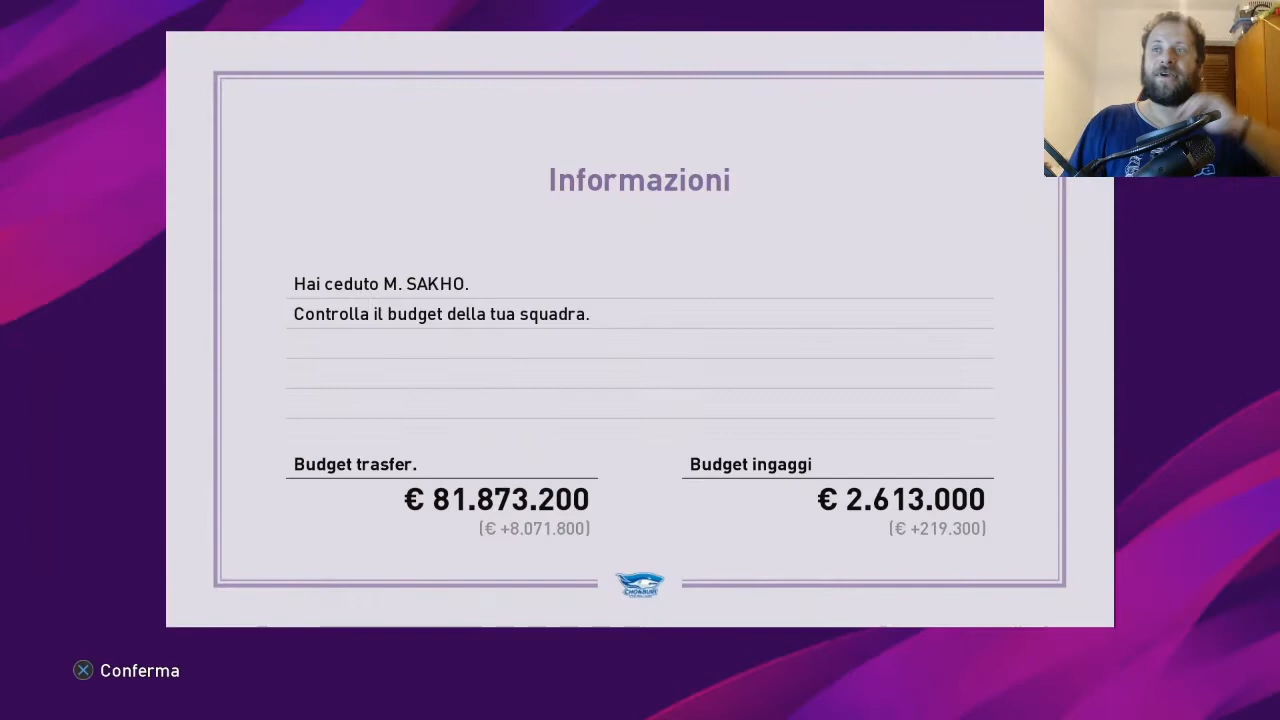 Informazioni
Hai ceduto M. SAKHO.
Controlla il budget della tua squadra.
Budget trasfer.
Budget ingaggi
€ 81.873.200
€ 2.613.000
(€ +8.071.800)
(€ +219.300)
CHONBURI
Conferma